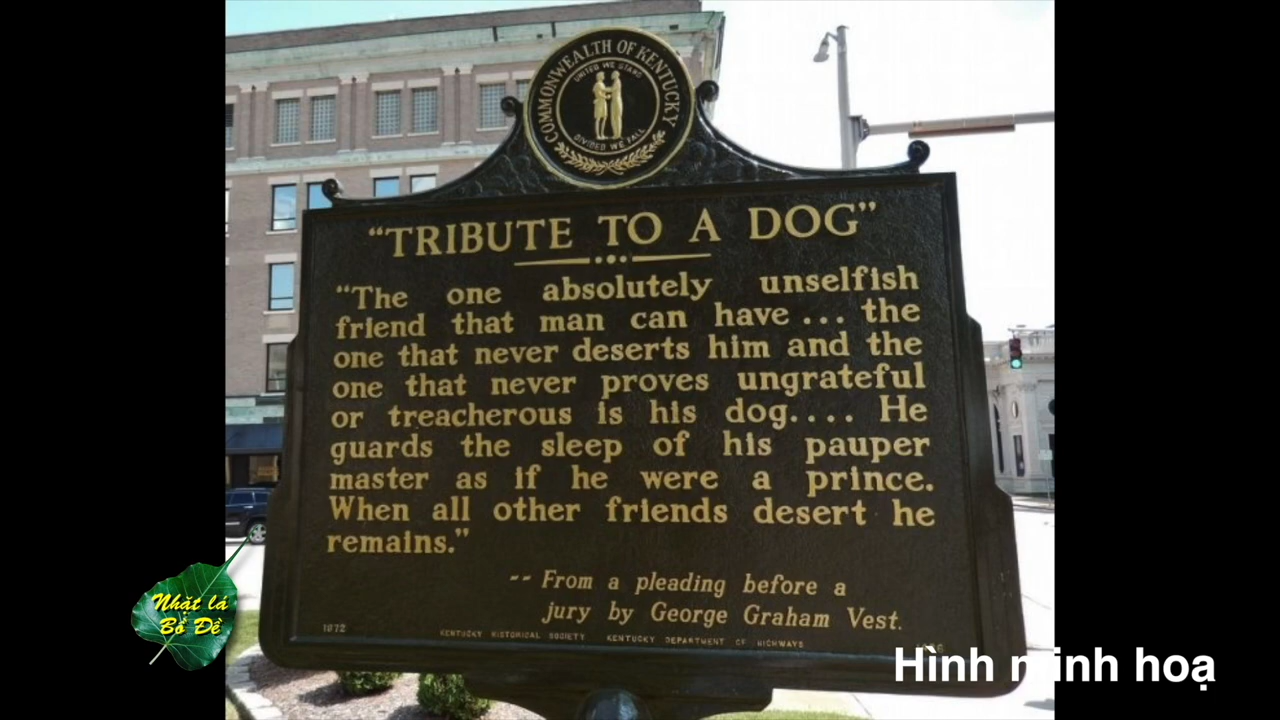 COMMONWEALTH OF KENTUCKY
UNITED WE STAND
DIVIDED WE FALL
“TRIBUTE TO A DOG”
“The one absolutely unselfish
friend that man can have ... the
one that never deserts him and the
one that never proves ungrateful
or treacherous is his dog.... He
guards the sleep of his pauper
master as if he were a prince.
When all other friends desert he
remains.”
-- From a pleading before a
jury by George Graham Vest.
1072
KENTUCKY HISTORICAL SOCIETY KENTUCKY DEPARTMENT OF HIGHWAYS
Nhặt lá
Bồ Đề
Hình minh hoạ